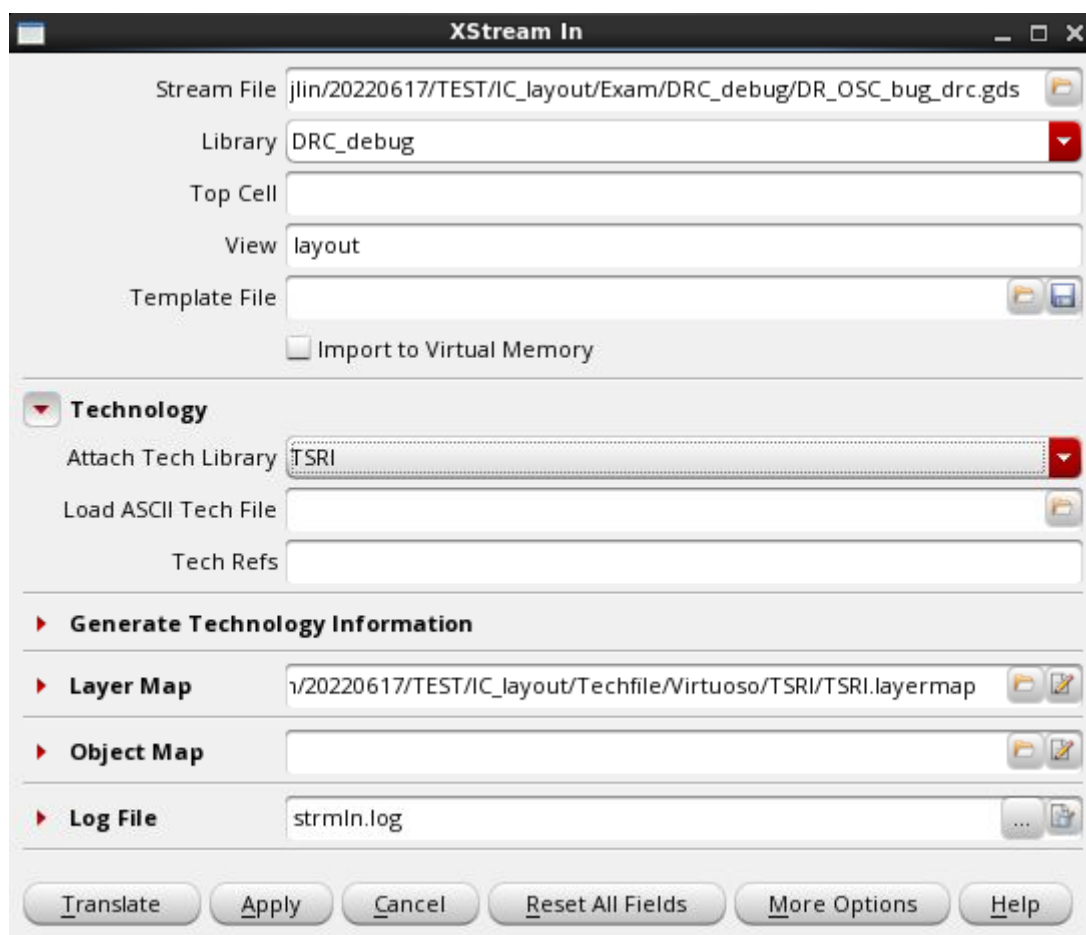 XStream In
Stream File jlin/20220617/TEST/IC_layout/Exam/DRC_debug/DR_OSC_bug_drc.gds
Library DRC_debug
Top Cell
View layout
Template File
Import to Virtual Memory
Technology
Attach Tech Library TSRI
Load ASCII Tech File
Tech Refs
Generate Technology Information
Layer Map /20220617/TEST/IC_layout/Techfile/Virtuoso/TSRI/TSRI.layermap
Object Map
Log File strmIn.log ...
Translate Apply Cancel Reset All Fields More Options Help